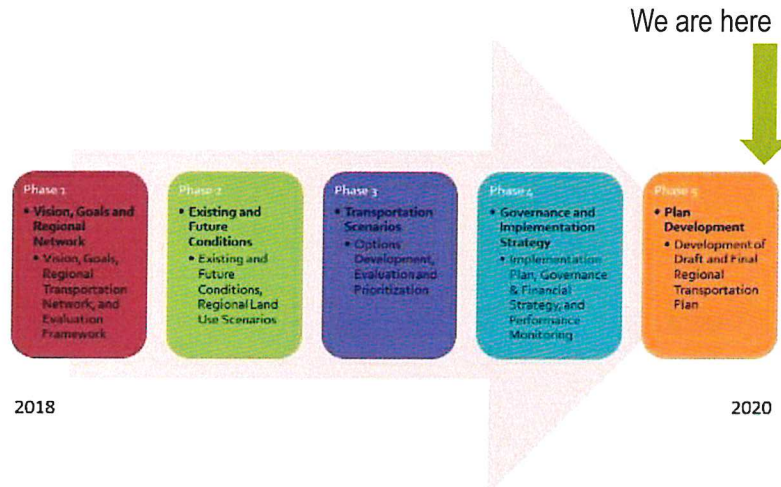 We are here
Phase 1
• Vision, Goals and
Regional
Network
• Vision, Goals,
Regional
Transportation
Network, and
Evaluation
Framework
Phase 2
• Existing and
Future
Conditions
• Existing and
Future
Conditions,
Regional Land
Use Scenarios
Phase 3
• Transportation
Scenarios
• Options
Development,
Evaluation and
Prioritization
Phase 4
• Governance and
Implementation
Strategy
• Implementation
Plan, Governance
& Financial
Strategy, and
Performance
Monitoring
Phase 5
• Plan
Development
• Development of
Draft and Final
Regional
Transportation
Plan
2018
2020